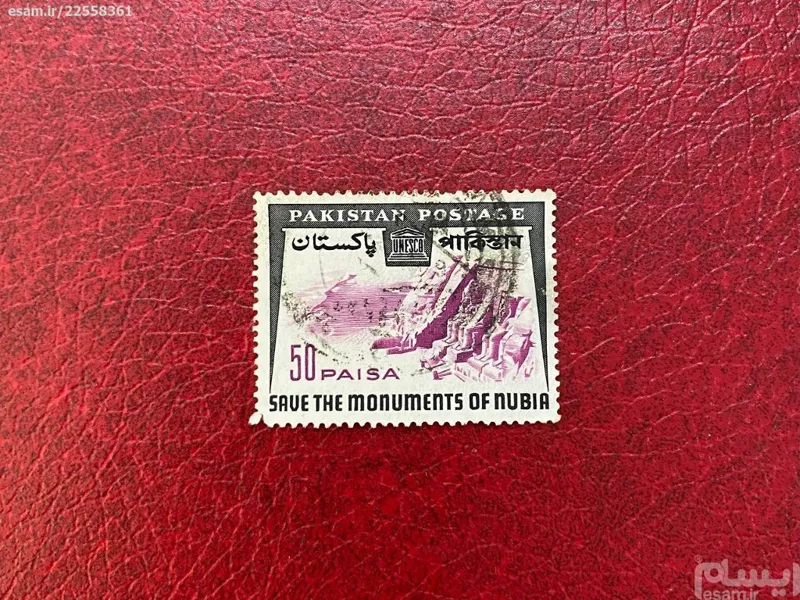 esam.ir/22558361
PAKISTAN POSTAGE
پاکستان UNESCO পাকিস্তান
50 PAISA
SAVE THE MONUMENTS OF NUBIA
ایسام
esam.ir